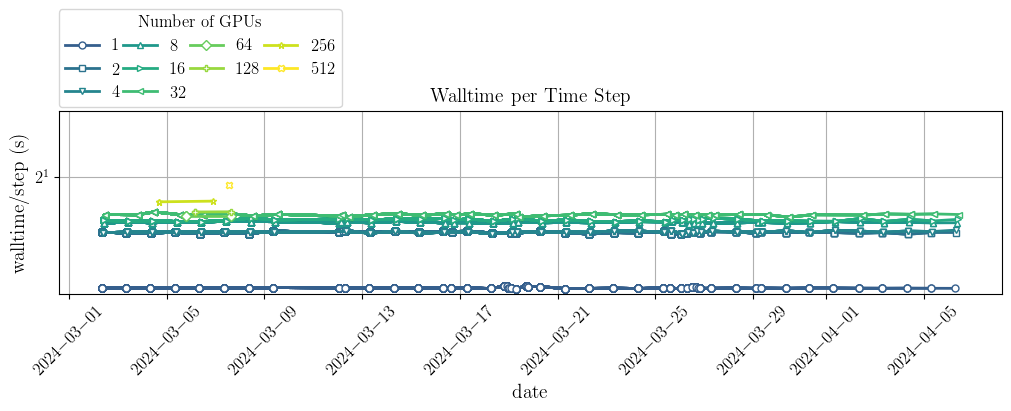 Number of GPUs
1 8 64 256
2 16 128 512
4 32
Walltime per Time Step
walltime/step (s)
2¹
2024−03−01
2024−03−05
2024−03−09
2024−03−13
2024−03−17
2024−03−21
2024−03−25
2024−03−29
2024−04−01
2024−04−05
date